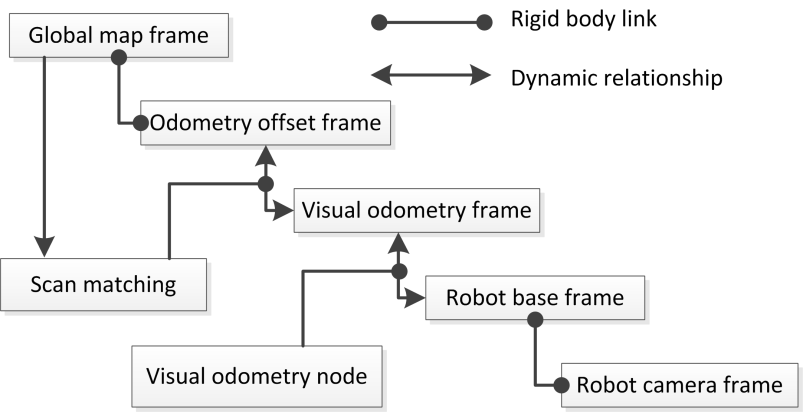 Global map frame
Rigid body link
Dynamic relationship
Odometry offset frame
Visual odometry frame
Scan matching
Robot base frame
Visual odometry node
Robot camera frame